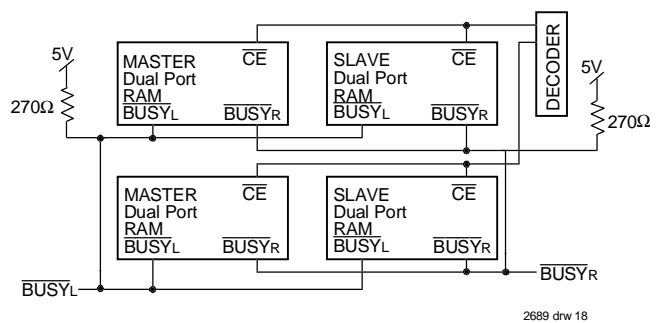 5V
270Ω
MASTER CE
Dual Port
RAM
BUSYL BUSYR
SLAVE CE
Dual Port
RAM
BUSYL BUSYR
DECODER
5V
270Ω
MASTER CE
Dual Port
RAM
BUSYL BUSYR
SLAVE CE
Dual Port
RAM
BUSYL BUSYR
BUSYL
BUSYR
2689 drw 18